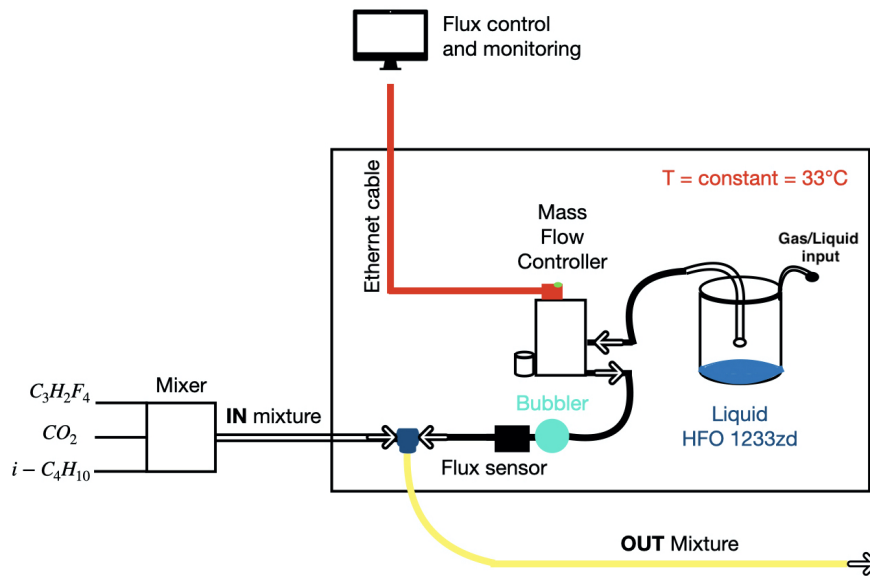 Flux control
and monitoring
Ethernet cable
T = constant = 33°C
Mass
Flow
Controller
Gas/Liquid
input
C₃H₂F₄
CO₂
i − C₄H₁₀
Mixer
IN mixture
Bubbler
Flux sensor
Liquid
HFO 1233zd
OUT Mixture